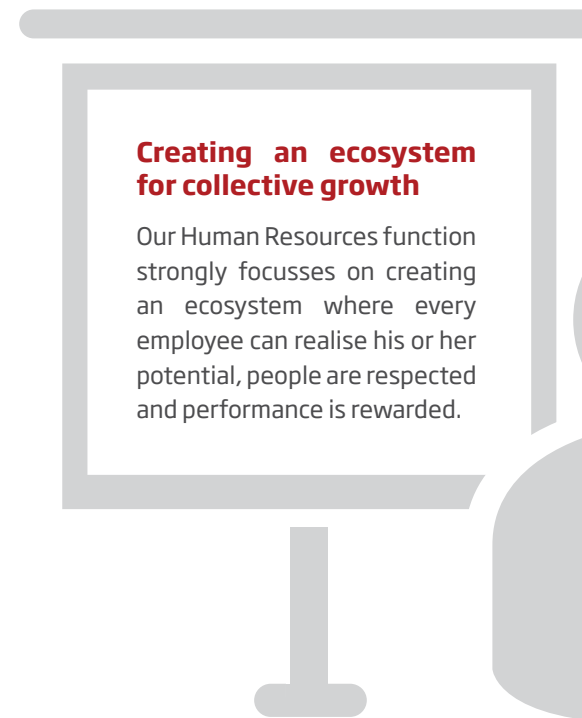 Creating an ecosystem
for collective growth
Our Human Resources function
strongly focusses on creating
an ecosystem where every
employee can realise his or her
potential, people are respected
and performance is rewarded.